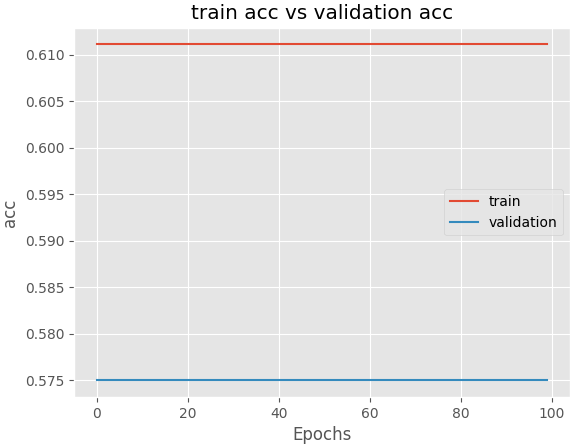 train acc vs validation acc
acc
0.610
0.605
0.600
0.595
0.590
0.585
0.580
0.575
train
validation
0
20
40
60
80
100
Epochs